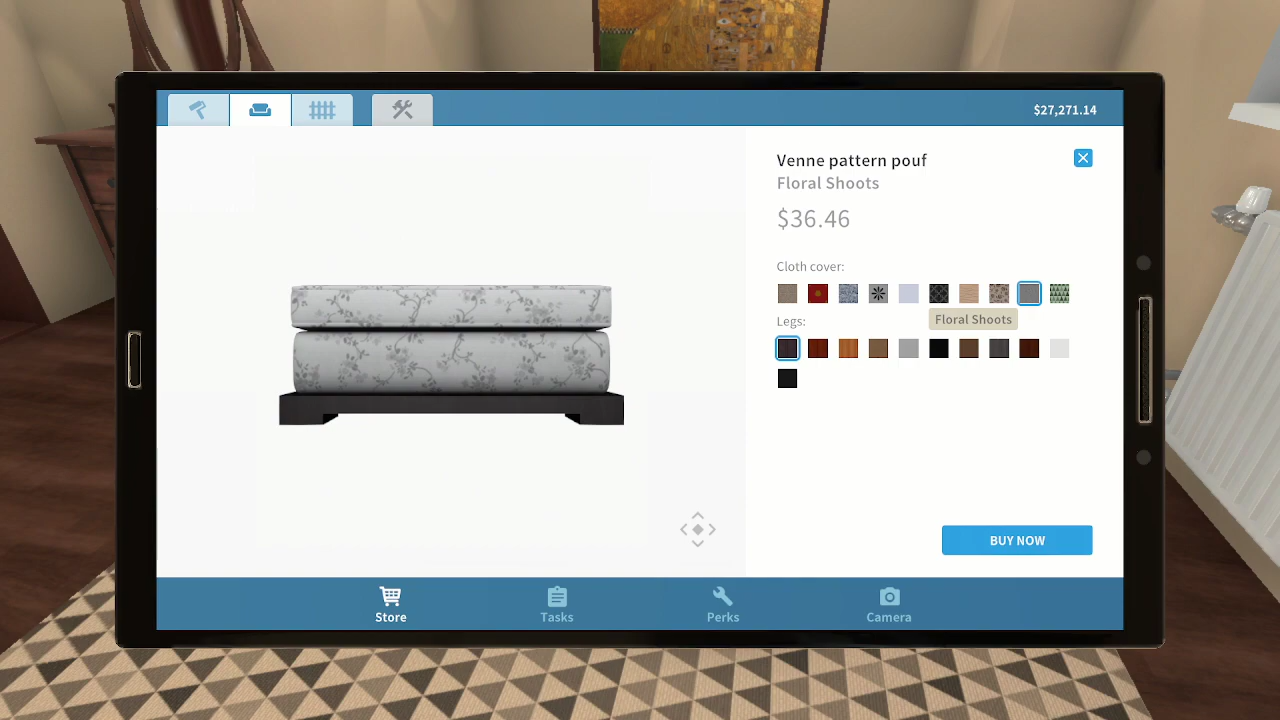 $27,271.14
Venne pattern pouf
Floral Shoots
$36.46
Cloth cover:
Floral Shoots
Legs:
BUY NOW
Store
Tasks
Perks
Camera